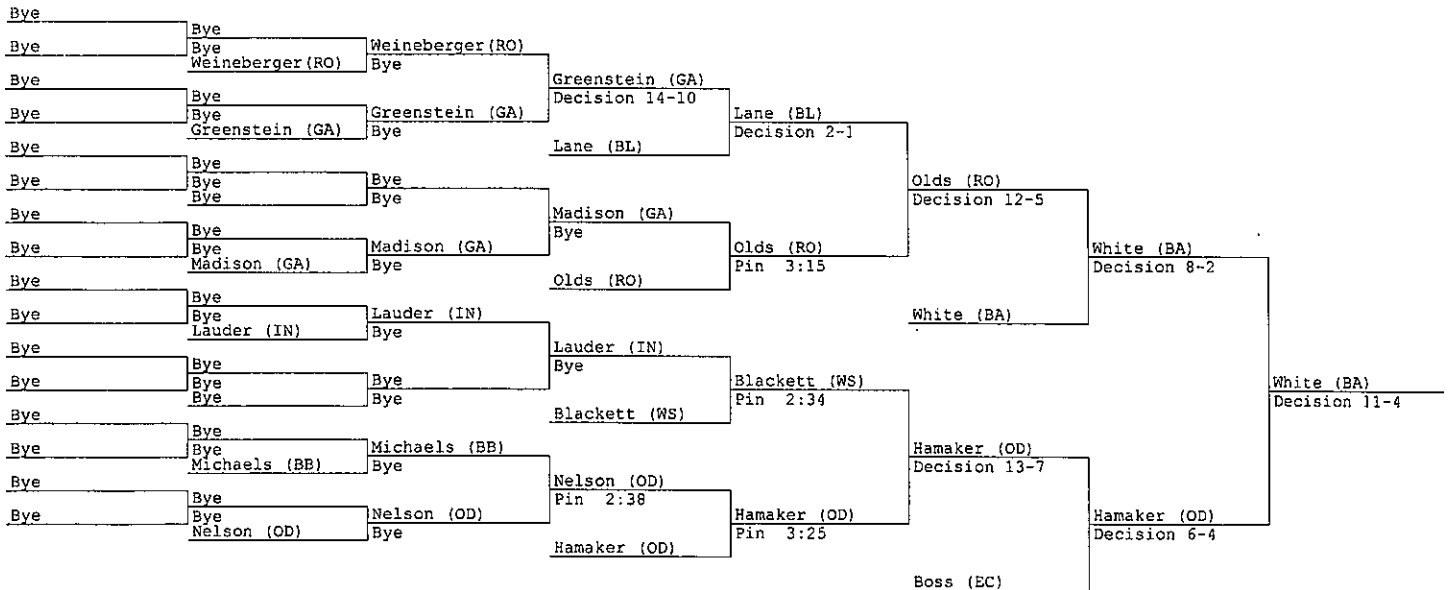 Bye
Bye
Bye
Bye
Weineberger(RO)
Weineberger(RO)
Bye
Bye
Bye
Bye
Bye
Greenstein (GA)
Greenstein (GA)
Bye
Greenstein (GA)
Decision 14-10
Lane (BL)
Lane (BL)
Decision 2-1
Bye
Bye
Bye
Bye
Bye
Bye
Bye
Bye
Bye
Bye
Bye
Madison (GA)
Madison (GA)
Bye
Madison (GA)
Bye
Olds (RO)
Olds (RO)
Pin 3:15
Olds (RO)
Decision 12-5
White (BA)
White (BA)
Decision 8-2
Bye
Bye
Bye
Bye
Lauder (IN)
Lauder (IN)
Bye
Bye
Bye
Bye
Bye
Bye
Bye
Bye
Lauder (IN)
Bye
Blackett (WS)
Blackett (WS)
Pin 2:34
Bye
Bye
Bye
Bye
Michaels (BB)
Michaels (BB)
Bye
Bye
Bye
Bye
Bye
Nelson (OD)
Nelson (OD)
Bye
Nelson (OD)
Pin 2:38
Hamaker (OD)
Hamaker (OD)
Pin 3:25
Hamaker (OD)
Decision 13-7
Boss (EC)
Hamaker (OD)
Decision 6-4
White (BA)
Decision 11-4